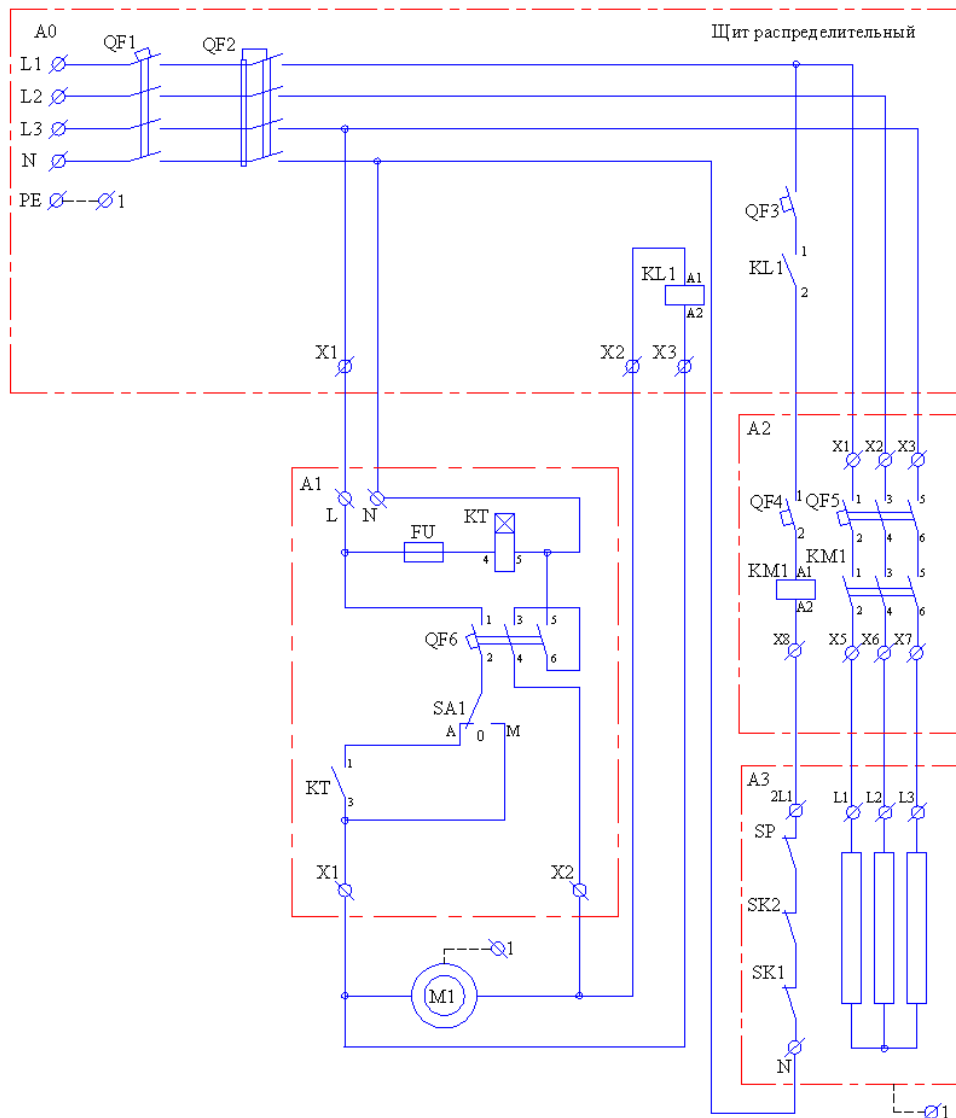 Щит распределительный
A0
QF1
QF2
L1
L2
L3
N
PE
1
QF3
1
KL1
2
KL1
A1
A2
X1
X2
X3
A2
X1
X2
X3
A1
L
N
FU
KT
4
5
QF4
1
2
QF5
1
3
5
2
4
6
KM1
A1
A2
KM1
1
3
5
2
4
6
QF6
1
3
5
2
4
6
X8
X5
X6
X7
SA1
A
0
M
KT
1
3
A3
2L1
L1
L2
L3
SP
X1
X2
SK2
1
M1
SK1
N
1